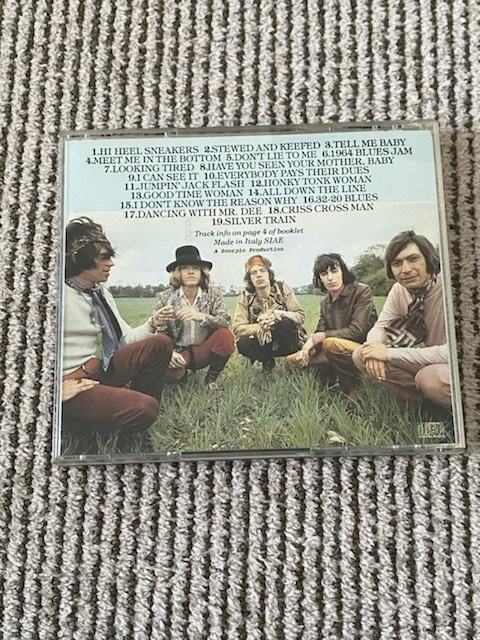 1.HI HEEL SNEAKERS 2.STEWED AND KEEFED 3.TELL ME BABY
4.MEET ME IN THE BOTTOM 5.DON'T LIE TO ME 6.1964 BLUES JAM
7.LOOKING TIRED 8.HAVE YOU SEEN YOUR MOTHER, BABY
9.I CAN SEE IT 10.EVERYBODY PAYS THEIR DUES
11.JUMPIN' JACK FLASH 12.HONKY TONK WOMAN
13.GOOD TIME WOMAN 14.ALL DOWN THE LINE
15.I DONT KNOW THE REASON WHY 16.32-20 BLUES
17.DANCING WITH MR. DEE 18.CRISS CROSS MAN
19.SILVER TRAIN
Track info on page 4 of booklet
Made in Italy SIAE
A Scorpio Production